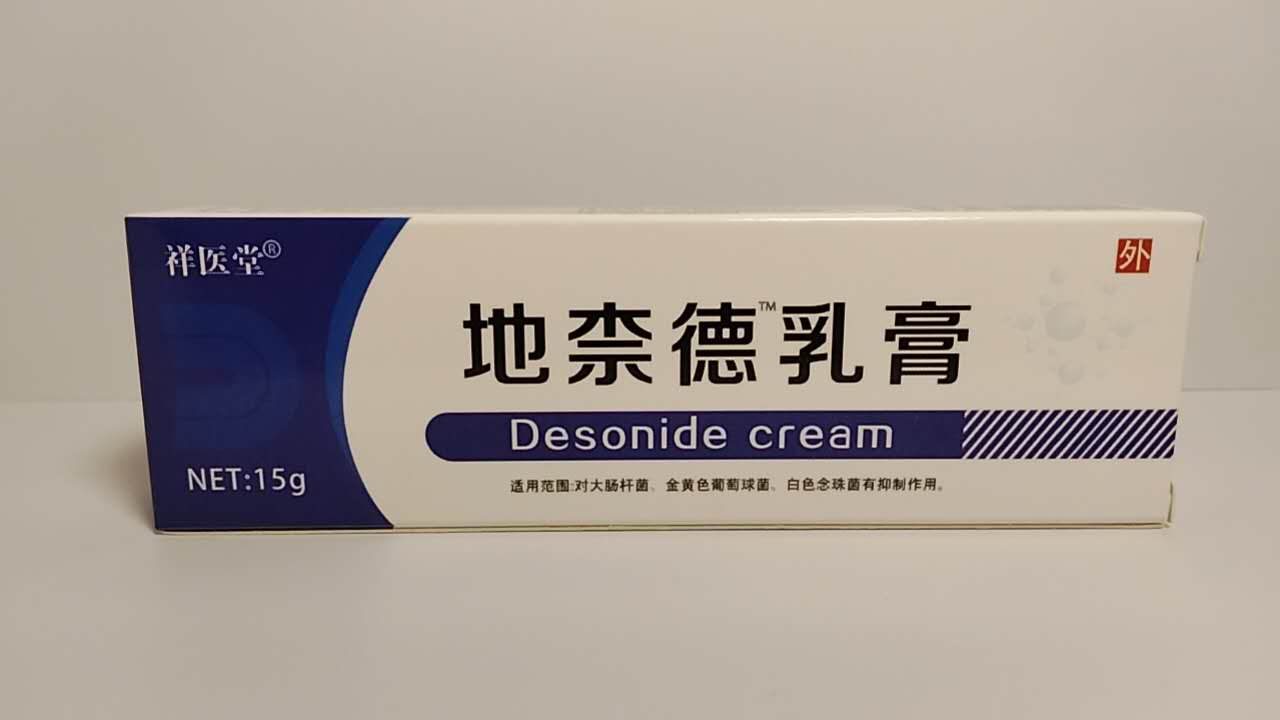 祥医堂®
外
地柰德™乳膏
Desonide cream
NET:15g
适用范围:对大肠杆菌、金黄色葡萄球菌、白色念珠菌有抑制作用。